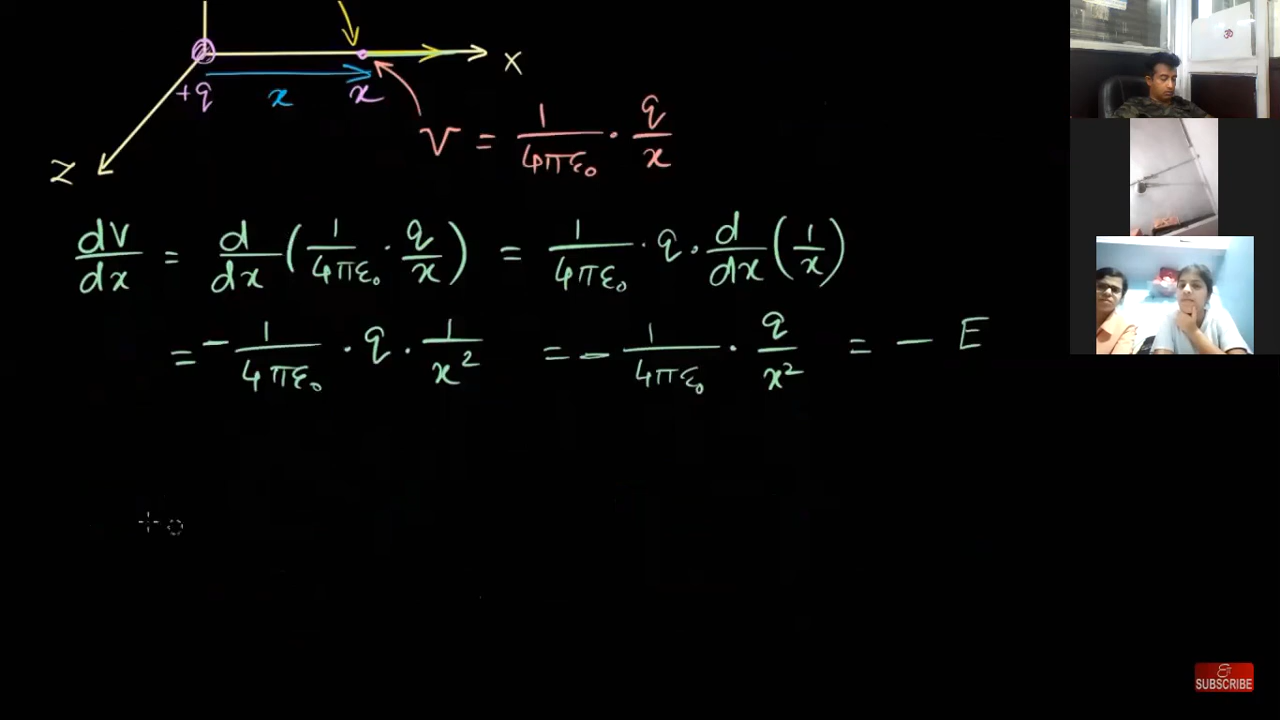 X
+q x x
V = 1/4πε₀ · q/x
Z
dV/dx = d/dx (1/4πε₀ · q/x) = 1/4πε₀ · q · d/dx (1/x)
= - 1/4πε₀ · q · 1/x² = - 1/4πε₀ · q/x² = - E
SUBSCRIBE